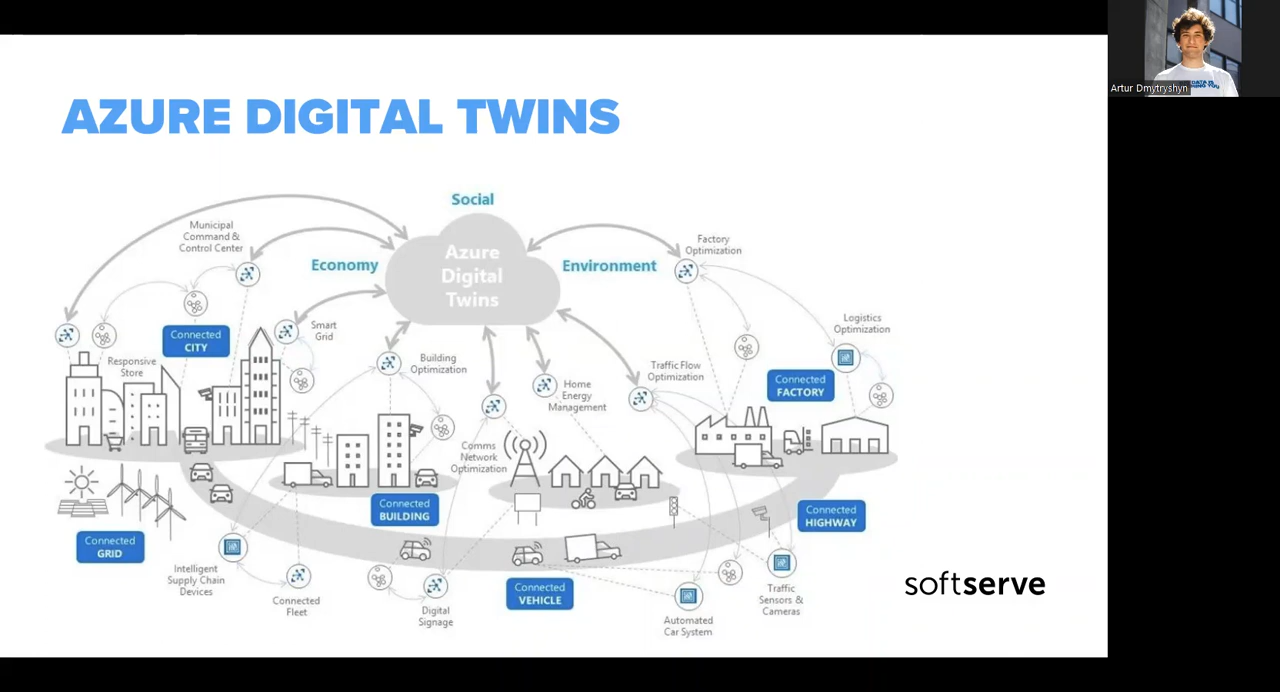 AZURE DIGITAL TWINS
Artur Dmytryshyn
Social
Municipal
Command &
Control Center
Economy
Azure
Digital
Twins
Environment
Factory
Optimization
Connected
CITY
Smart
Grid
Responsive
Store
Building
Optimization
Home
Energy
Management
Traffic Flow
Optimization
Logistics
Optimization
Connected
FACTORY
Comms
Network
Optimization
Connected
BUILDING
Connected
HIGHWAY
Connected
GRID
Intelligent
Supply Chain
Devices
Connected
Fleet
Digital
Signage
Connected
VEHICLE
Automated
Car System
Traffic
Sensors &
Cameras
softserve